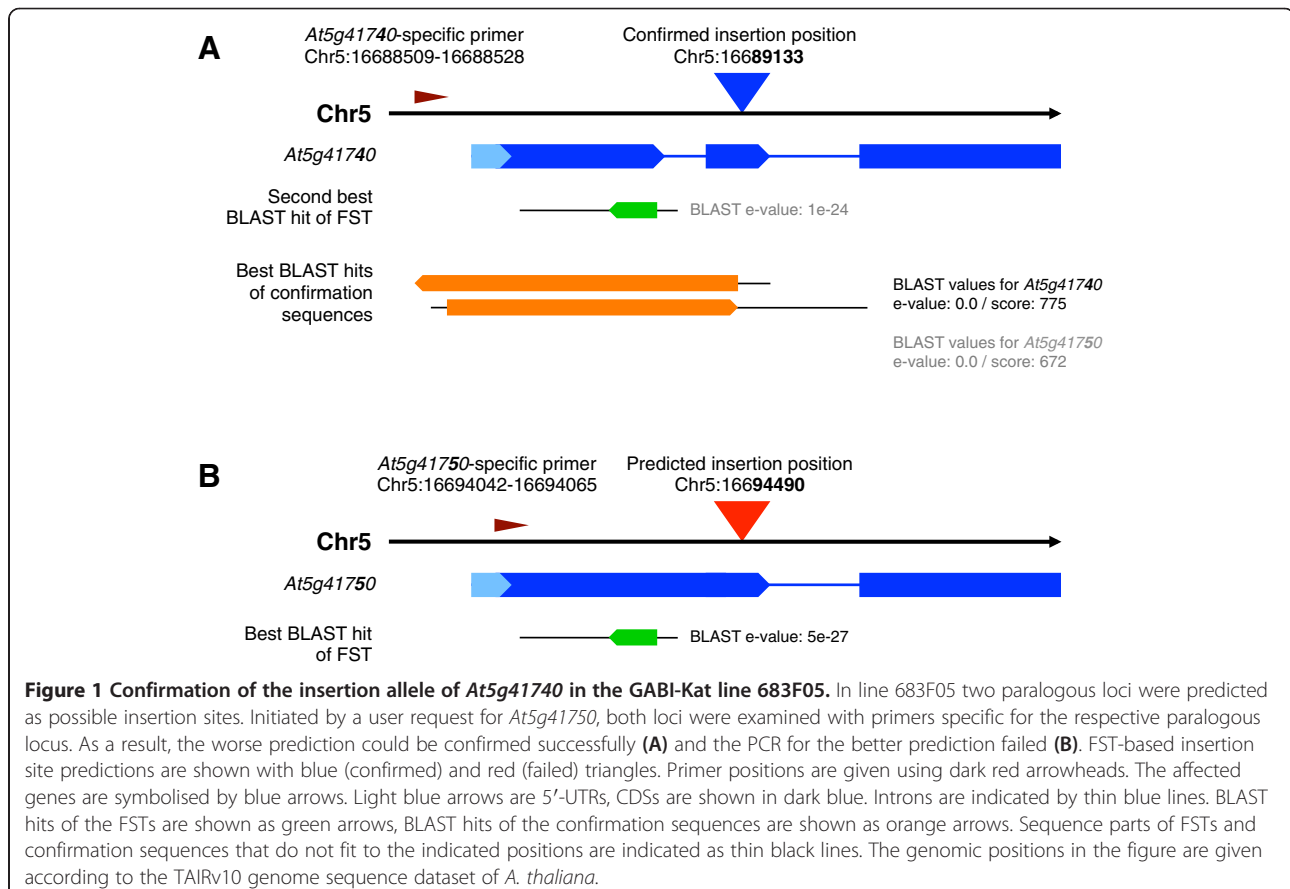 A
At5g41740-specific primer
Chr5:16688509-16688528
Confirmed insertion position
Chr5:16689133
Chr5
At5g41740
Second best
BLAST hit of FST
BLAST e-value: 1e-24
Best BLAST hits
of confirmation
sequences
BLAST values for At5g41740
e-value: 0.0 / score: 775
BLAST values for At5g41750
e-value: 0.0 / score: 672
B
At5g41750-specific primer
Chr5:16694042-16694065
Predicted insertion position
Chr5:16694490
Chr5
At5g41750
Best BLAST hit
of FST
BLAST e-value: 5e-27
Figure 1 Confirmation of the insertion allele of At5g41740 in the GABI-Kat line 683F05. In line 683F05 two paralogous loci were predicted
as possible insertion sites. Initiated by a user request for At5g41750, both loci were examined with primers specific for the respective paralogous
locus. As a result, the worse prediction could be confirmed successfully (A) and the PCR for the better prediction failed (B). FST-based insertion
site predictions are shown with blue (confirmed) and red (failed) triangles. Primer positions are given using dark red arrowheads. The affected
genes are symbolised by blue arrows. Light blue arrows are 5′-UTRs, CDSs are shown in dark blue. Introns are indicated by thin blue lines. BLAST
hits of the FSTs are shown as green arrows, BLAST hits of the confirmation sequences are shown as orange arrows. Sequence parts of FSTs and
confirmation sequences that do not fit to the indicated positions are indicated as thin black lines. The genomic positions in the figure are given
according to the TAIRv10 genome sequence dataset of A. thaliana.